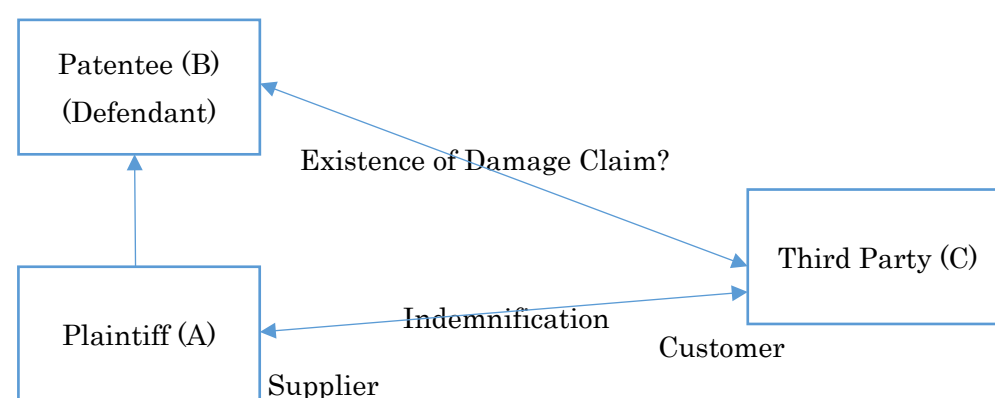 Patentee (B)
(Defendant)
Existence of Damage Claim?
Third Party (C)
Indemnification
Plaintiff (A)
Customer
Supplier